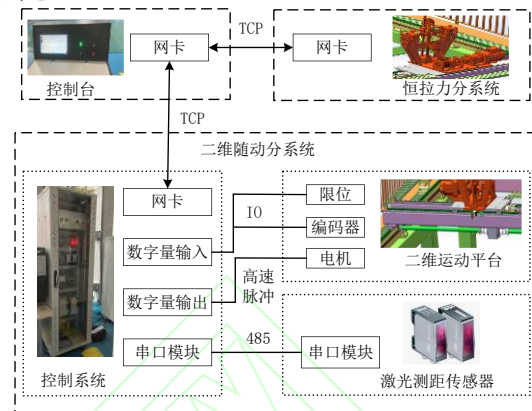 网卡
TCP
网卡
控制台
恒拉力分系统
TCP
二维随动分系统
网卡
限位
IO
编码器
数字量输入
电机
二维运动平台
高速
脉冲
数字量输出
串口模块
485
串口模块
控制系统
激光测距传感器